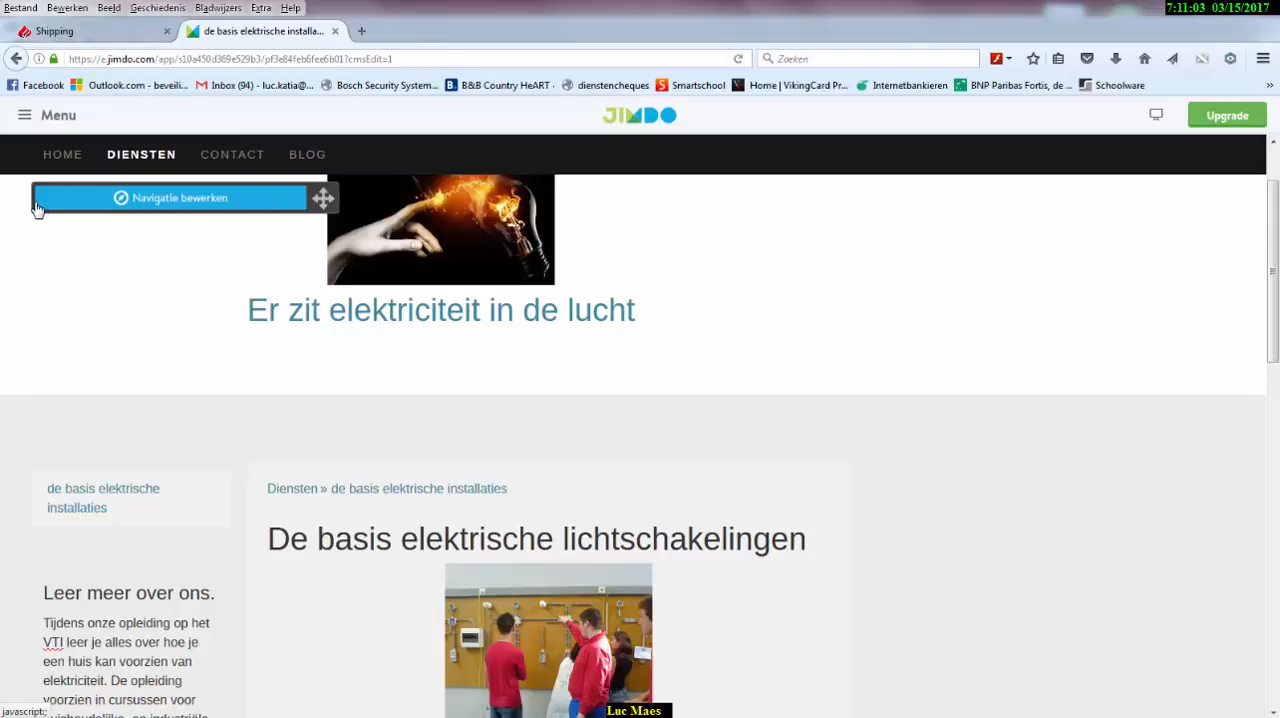 Bestand Bewerken Beeld Geschiedenis Bladwijzers Extra Help
7:11:03 03/15/2017
Shipping × de basis elektrische installa... × +
https://e.jimdo.com/app/s10a450d369e529b3/pf3e84feb6fee6b01?cmsEdit=1
Zoeken
Facebook Outlook.com - beveili... Inbox (94) - luc.katia@... Bosch Security System... B&B Country HeART - ... dienstencheques Smartschool Home | VikingCard Pr... Internetbankieren BNP Paribas Fortis, de ... Schoolware »
Menu
JIMDO
Upgrade
HOME DIENSTEN CONTACT BLOG
Navigatie bewerken
Er zit elektriciteit in de lucht
de basis elektrische
installaties
Diensten » de basis elektrische installaties
De basis elektrische lichtschakelingen
Leer meer over ons.
Tijdens onze opleiding op het
VTI leer je alles over hoe je
een huis kan voorzien van
elektriciteit. De opleiding
voorzien in cursussen voor
javascript:;
Luc Maes